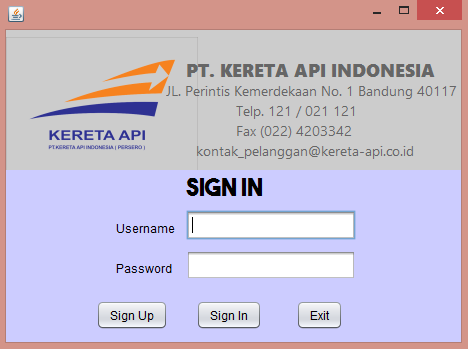 PT. KERETA API INDONESIA
JL. Perintis Kemerdekaan No. 1 Bandung 40117
Telp. 121 / 021 121
Fax (022) 4203342
kontak_pelanggan@kereta-api.co.id
KERETA API
PT.KERETA API INDONESIA ( PERSERO )
SIGN IN
Username
Password
Sign Up
Sign In
Exit